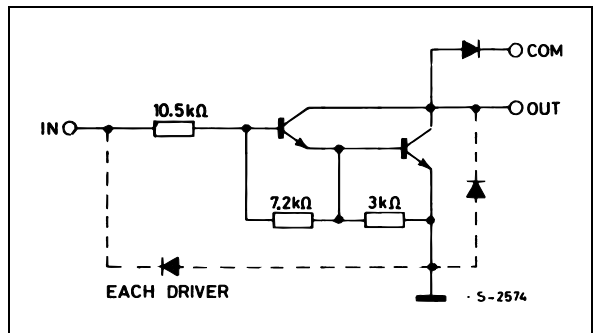 COM
10.5kΩ
IN
OUT
7.2kΩ
3kΩ
EACH DRIVER
S-2574